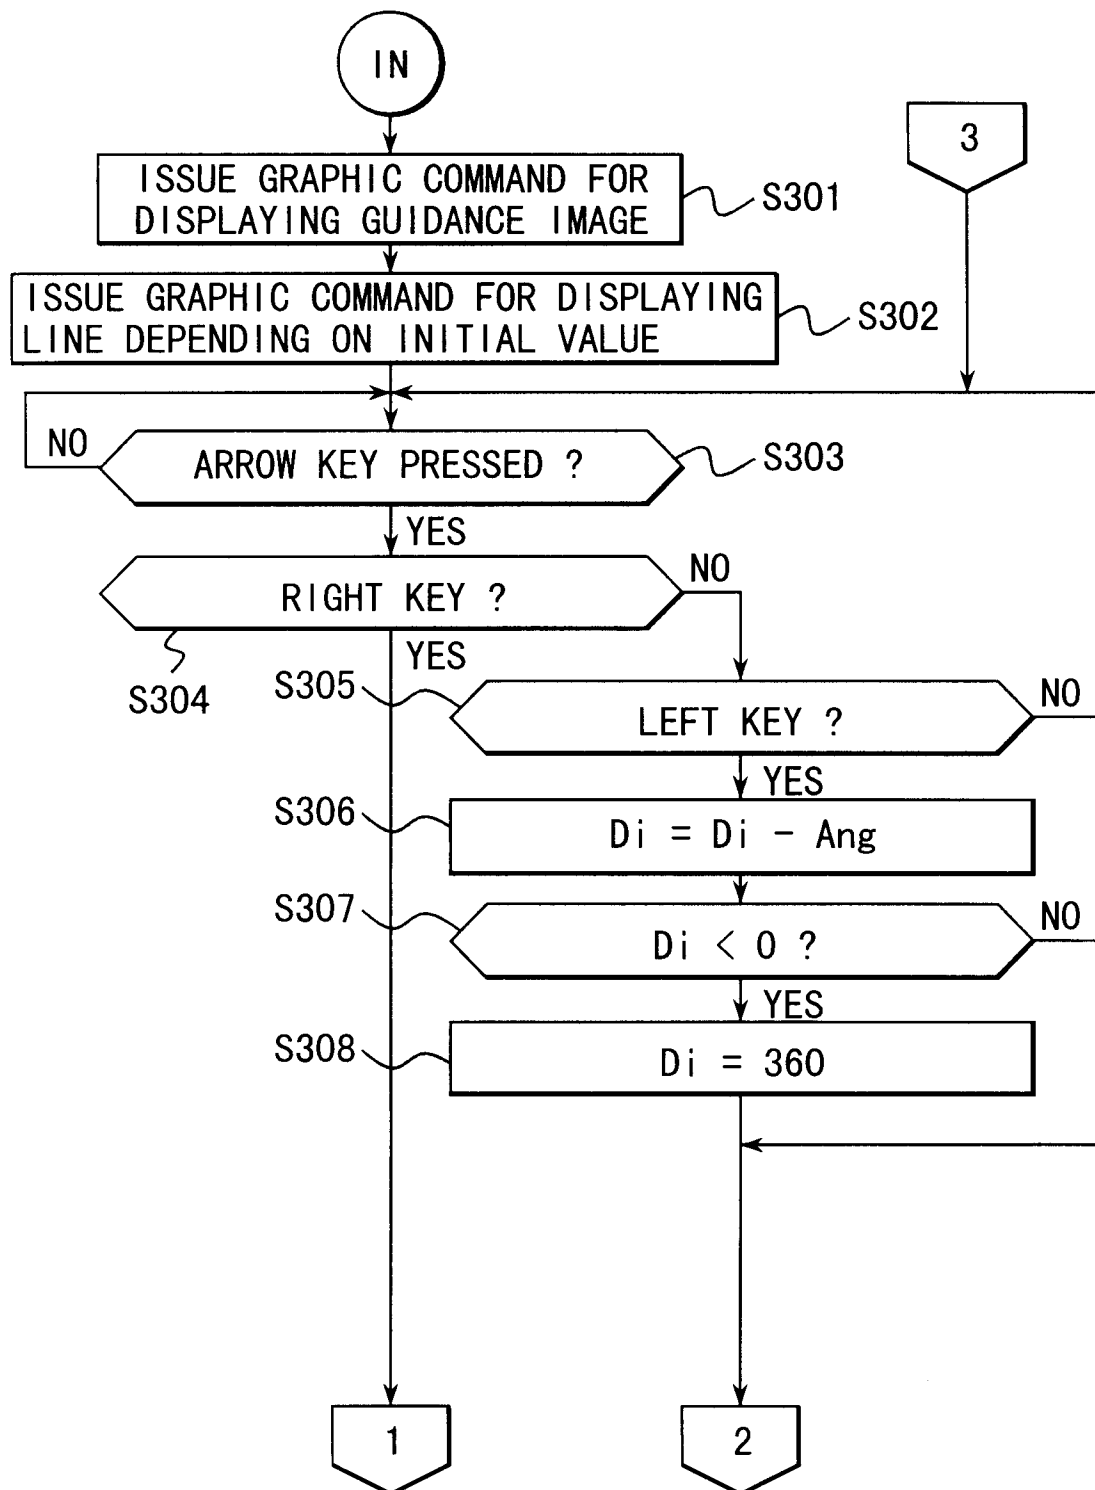 IN
3
ISSUE GRAPHIC COMMAND FOR
DISPLAYING GUIDANCE IMAGE
S301
ISSUE GRAPHIC COMMAND FOR DISPLAYING
LINE DEPENDING ON INITIAL VALUE
S302
NO
ARROW KEY PRESSED ?
S303
YES
RIGHT KEY ?
NO
S304
YES
S305
LEFT KEY ?
NO
YES
S306
Di = Di - Ang
S307
Di < 0 ?
NO
YES
S308
Di = 360
1
2